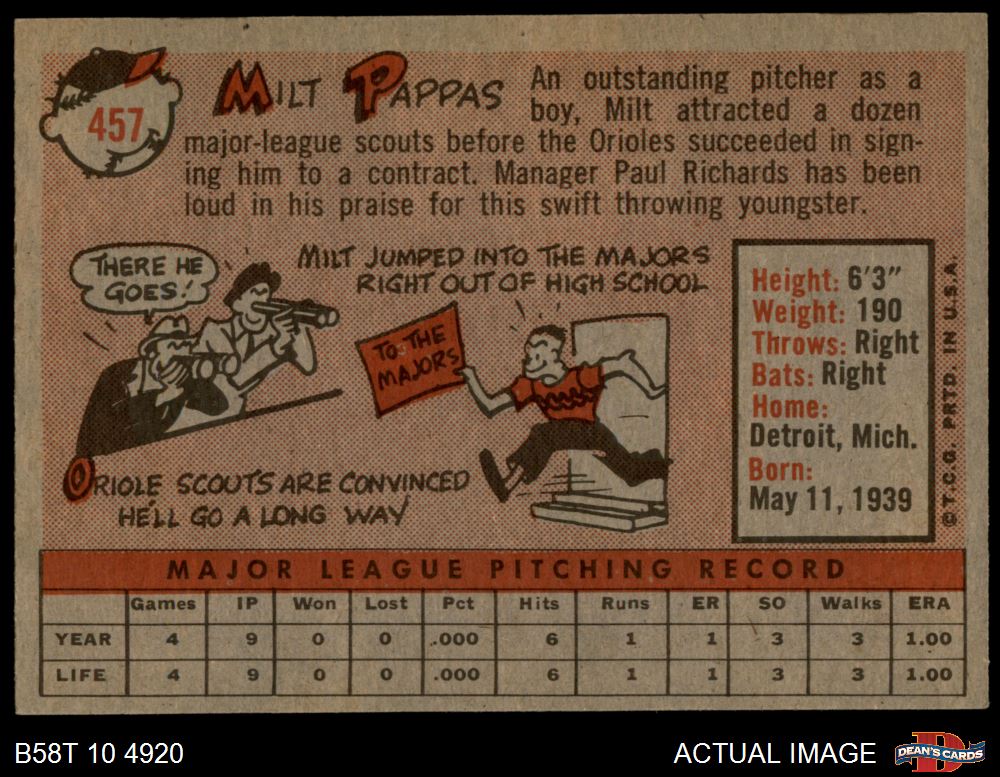 457
MILT PAPPAS
An outstanding pitcher as a
boy, Milt attracted a dozen
major-league scouts before the Orioles succeeded in sign-
ing him to a contract. Manager Paul Richards has been
loud in his praise for this swift throwing youngster.
THERE HE
GOES!
MILT JUMPED INTO THE MAJORS
RIGHT OUT OF HIGH SCHOOL
TO THE
MAJORS
ORIOLE SCOUTS ARE CONVINCED
HE'LL GO A LONG WAY
Height: 6'3"
Weight: 190
Throws: Right
Bats: Right
Home:
Detroit, Mich.
Born:
May 11, 1939
© T.C.G. PRTD. IN U.S.A.
MAJOR LEAGUE PITCHING RECORD
Games IP Won Lost Pct Hits Runs ER SO Walks ERA
YEAR 4 9 0 0 .000 6 1 1 3 3 1.00
LIFE 4 9 0 0 .000 6 1 1 3 3 1.00
B58T 10 4920
ACTUAL IMAGE
D
DEAN'S CARDS